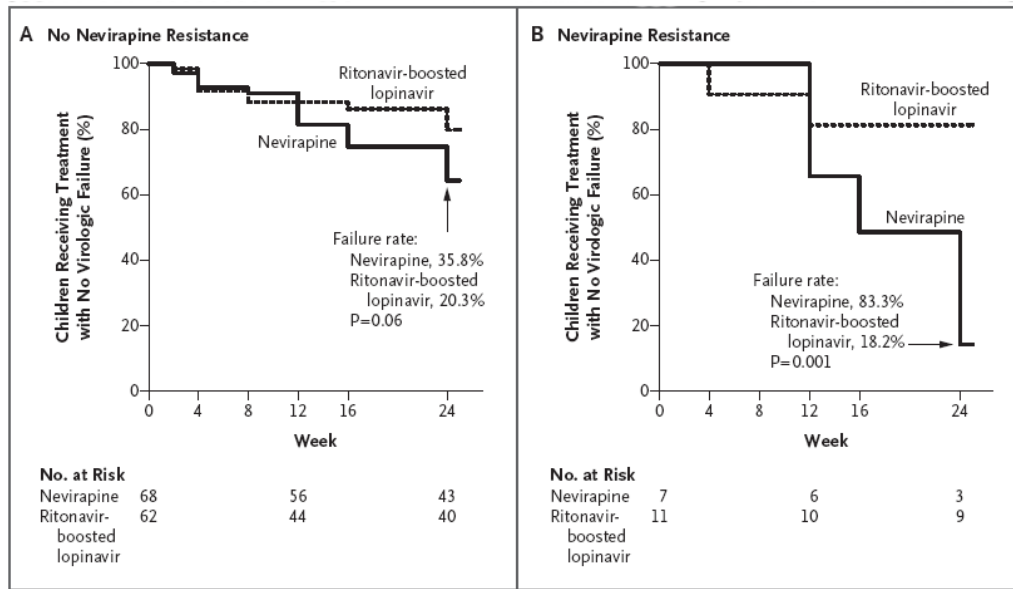 A No Nevirapine Resistance
Children Receiving Treatment
with No Virologic Failure (%)
100
80
60
40
20
0
Ritonavir-boosted
lopinavir
Nevirapine
Failure rate:
Nevirapine, 35.8%
Ritonavir-boosted
lopinavir, 20.3%
P=0.06
0 4 8 12 16 24
Week
No. at Risk
Nevirapine 68 56 43
Ritonavir- 62 44 40
boosted
lopinavir
B Nevirapine Resistance
Children Receiving Treatment
with No Virologic Failure (%)
100
80
60
40
20
0
Ritonavir-boosted
lopinavir
Nevirapine
Failure rate:
Nevirapine, 83.3%
Ritonavir-boosted
lopinavir, 18.2%
P=0.001
0 4 8 12 16 24
Week
No. at Risk
Nevirapine 7 6 3
Ritonavir- 11 10 9
boosted
lopinavir